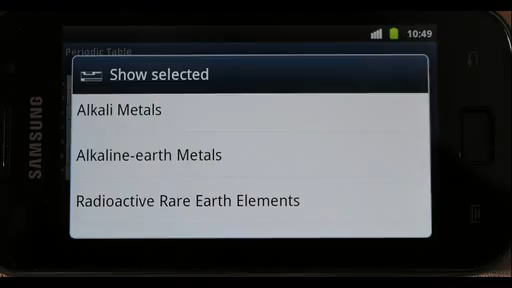 10:49
Periodic Table
Show selected
Alkali Metals
Alkaline-earth Metals
Radioactive Rare Earth Elements
SAMSUNG